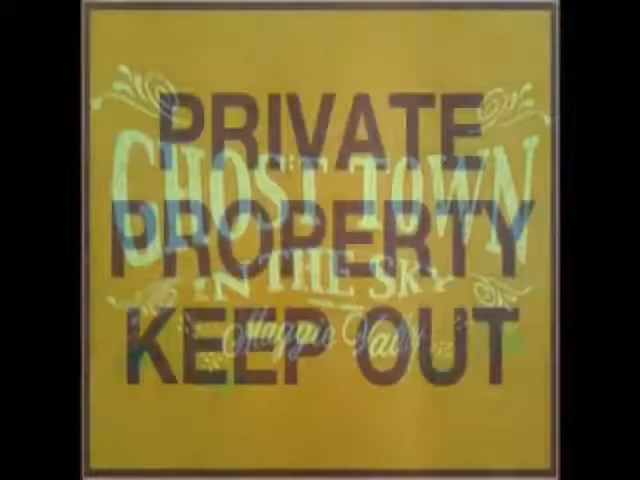 PRIVATE
GHOST TOWN
PROPERTY
IN THE SKY
KEEP OUT
Maggie Valley